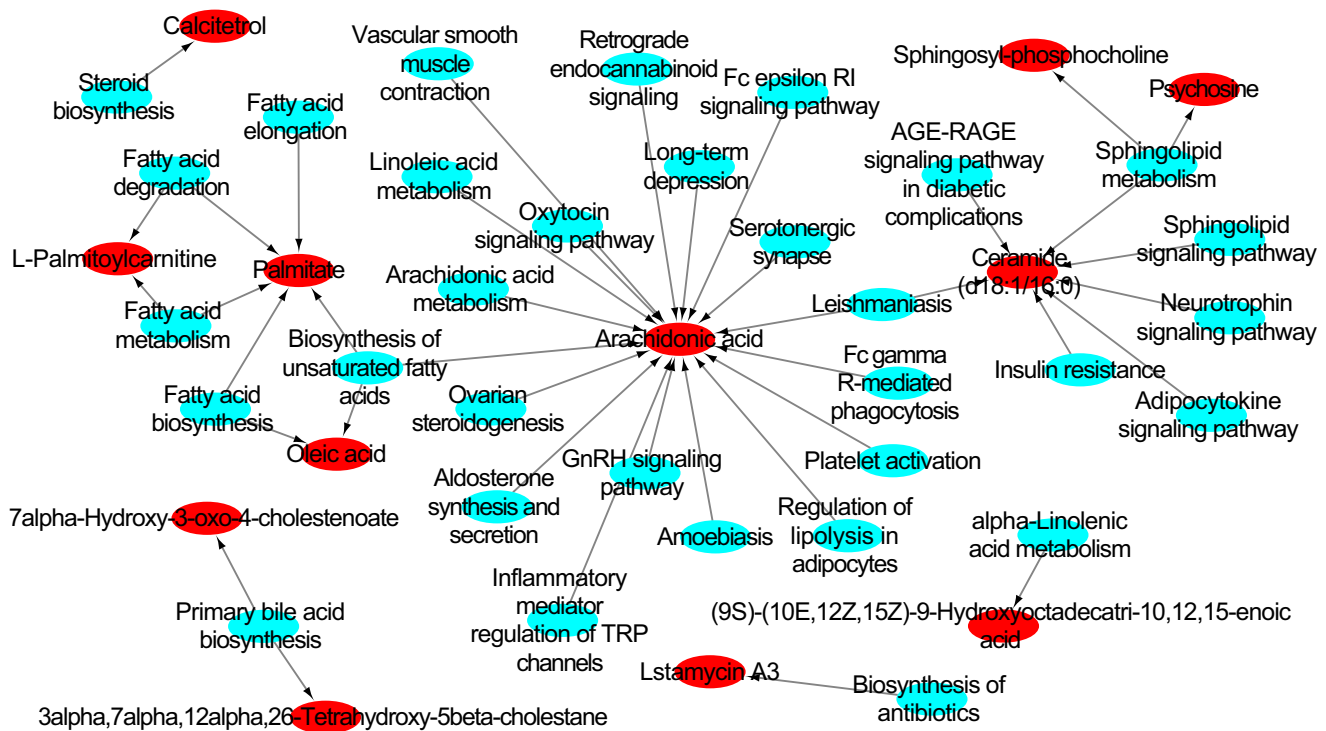 Calcitetrol
Steroid
biosynthesis
Fatty acid
elongation
Fatty acid
degradation
L-Palmitoylcarnitine
Palmitate
Fatty acid
metabolism
Fatty acid
biosynthesis
Biosynthesis of
unsaturated fatty
acids
Oleic acid
Vascular smooth
muscle
contraction
Retrograde
endocannabinoid
signaling
Fc epsilon RI
signaling pathway
Linoleic acid
metabolism
Long-term
depression
Oxytocin
signaling pathway
Serotonergic
synapse
Arachidonic acid
metabolism
Arachidonic acid
Leishmaniasis
Fc gamma
R-mediated
phagocytosis
Ovarian
steroidogenesis
Platelet activation
GnRH signaling
pathway
Aldosterone
synthesis and
secretion
Amoebiasis
Regulation of
lipolysis in
adipocytes
Inflammatory
mediator
regulation of TRP
channels
Sphingosyl-phosphocholine
Psychosine
AGE-RAGE
signaling pathway
in diabetic
complications
Sphingolipid
metabolism
Sphingolipid
signaling pathway
Ceramide
(d18:1/16:0)
Neurotrophin
signaling pathway
Insulin resistance
Adipocytokine
signaling pathway
7alpha-Hydroxy-3-oxo-4-cholestenoate
Primary bile acid
biosynthesis
3alpha,7alpha,12alpha,26-Tetrahydroxy-5beta-cholestane
alpha-Linolenic
acid metabolism
(9S)-(10E,12Z,15Z)-9-Hydroxyoctadecatri-10,12,15-enoic
acid
Lstamycin A3
Biosynthesis of
antibiotics